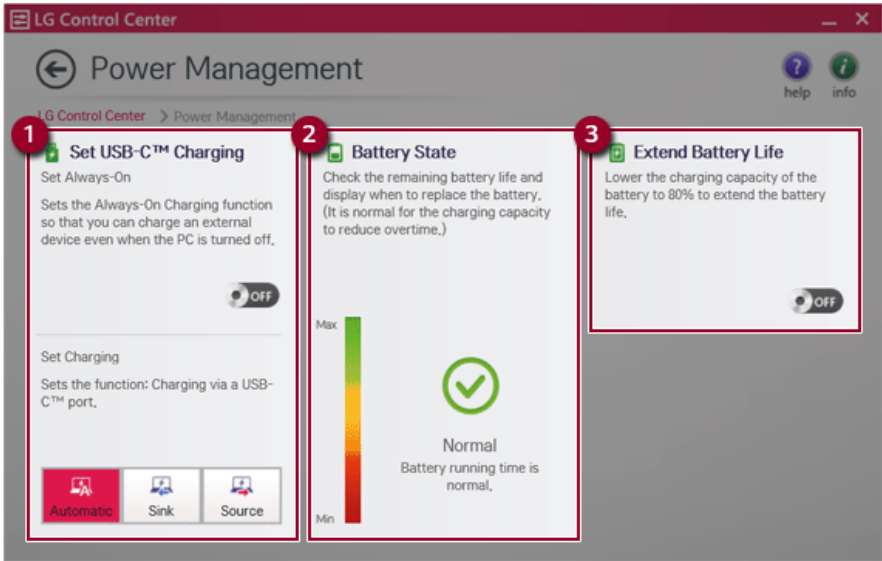 LG Control Center
Power Management
help
info
LG Control Center > Power Management
1
Set USB-C™ Charging
Set Always-On
Sets the Always-On Charging function
so that you can charge an external
device even when the PC is turned off.
OFF
Set Charging
Sets the function: Charging via a USB-
C™ port.
Automatic
Sink
Source
2
Battery State
Check the remaining battery life and
display when to replace the battery.
(It is normal for the charging capacity
to reduce overtime.)
Max
Min
Normal
Battery running time is
normal.
3
Extend Battery Life
Lower the charging capacity of the
battery to 80% to extend the battery
life.
OFF